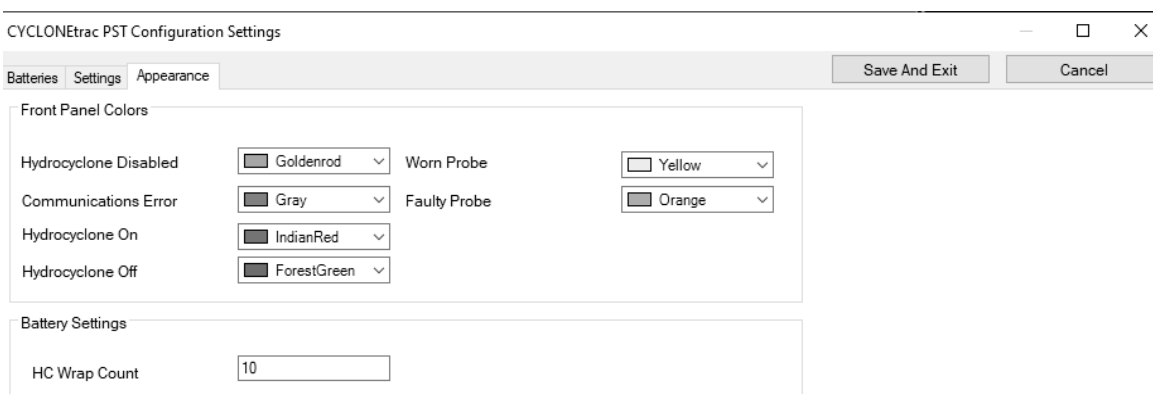 CYCLONEtrac PST Configuration Settings
Batteries Settings Appearance Save And Exit Cancel
Front Panel Colors
Hydrocyclone Disabled Goldenrod Worn Probe Yellow
Communications Error Gray Faulty Probe Orange
Hydrocyclone On IndianRed
Hydrocyclone Off ForestGreen
Battery Settings
HC Wrap Count 10